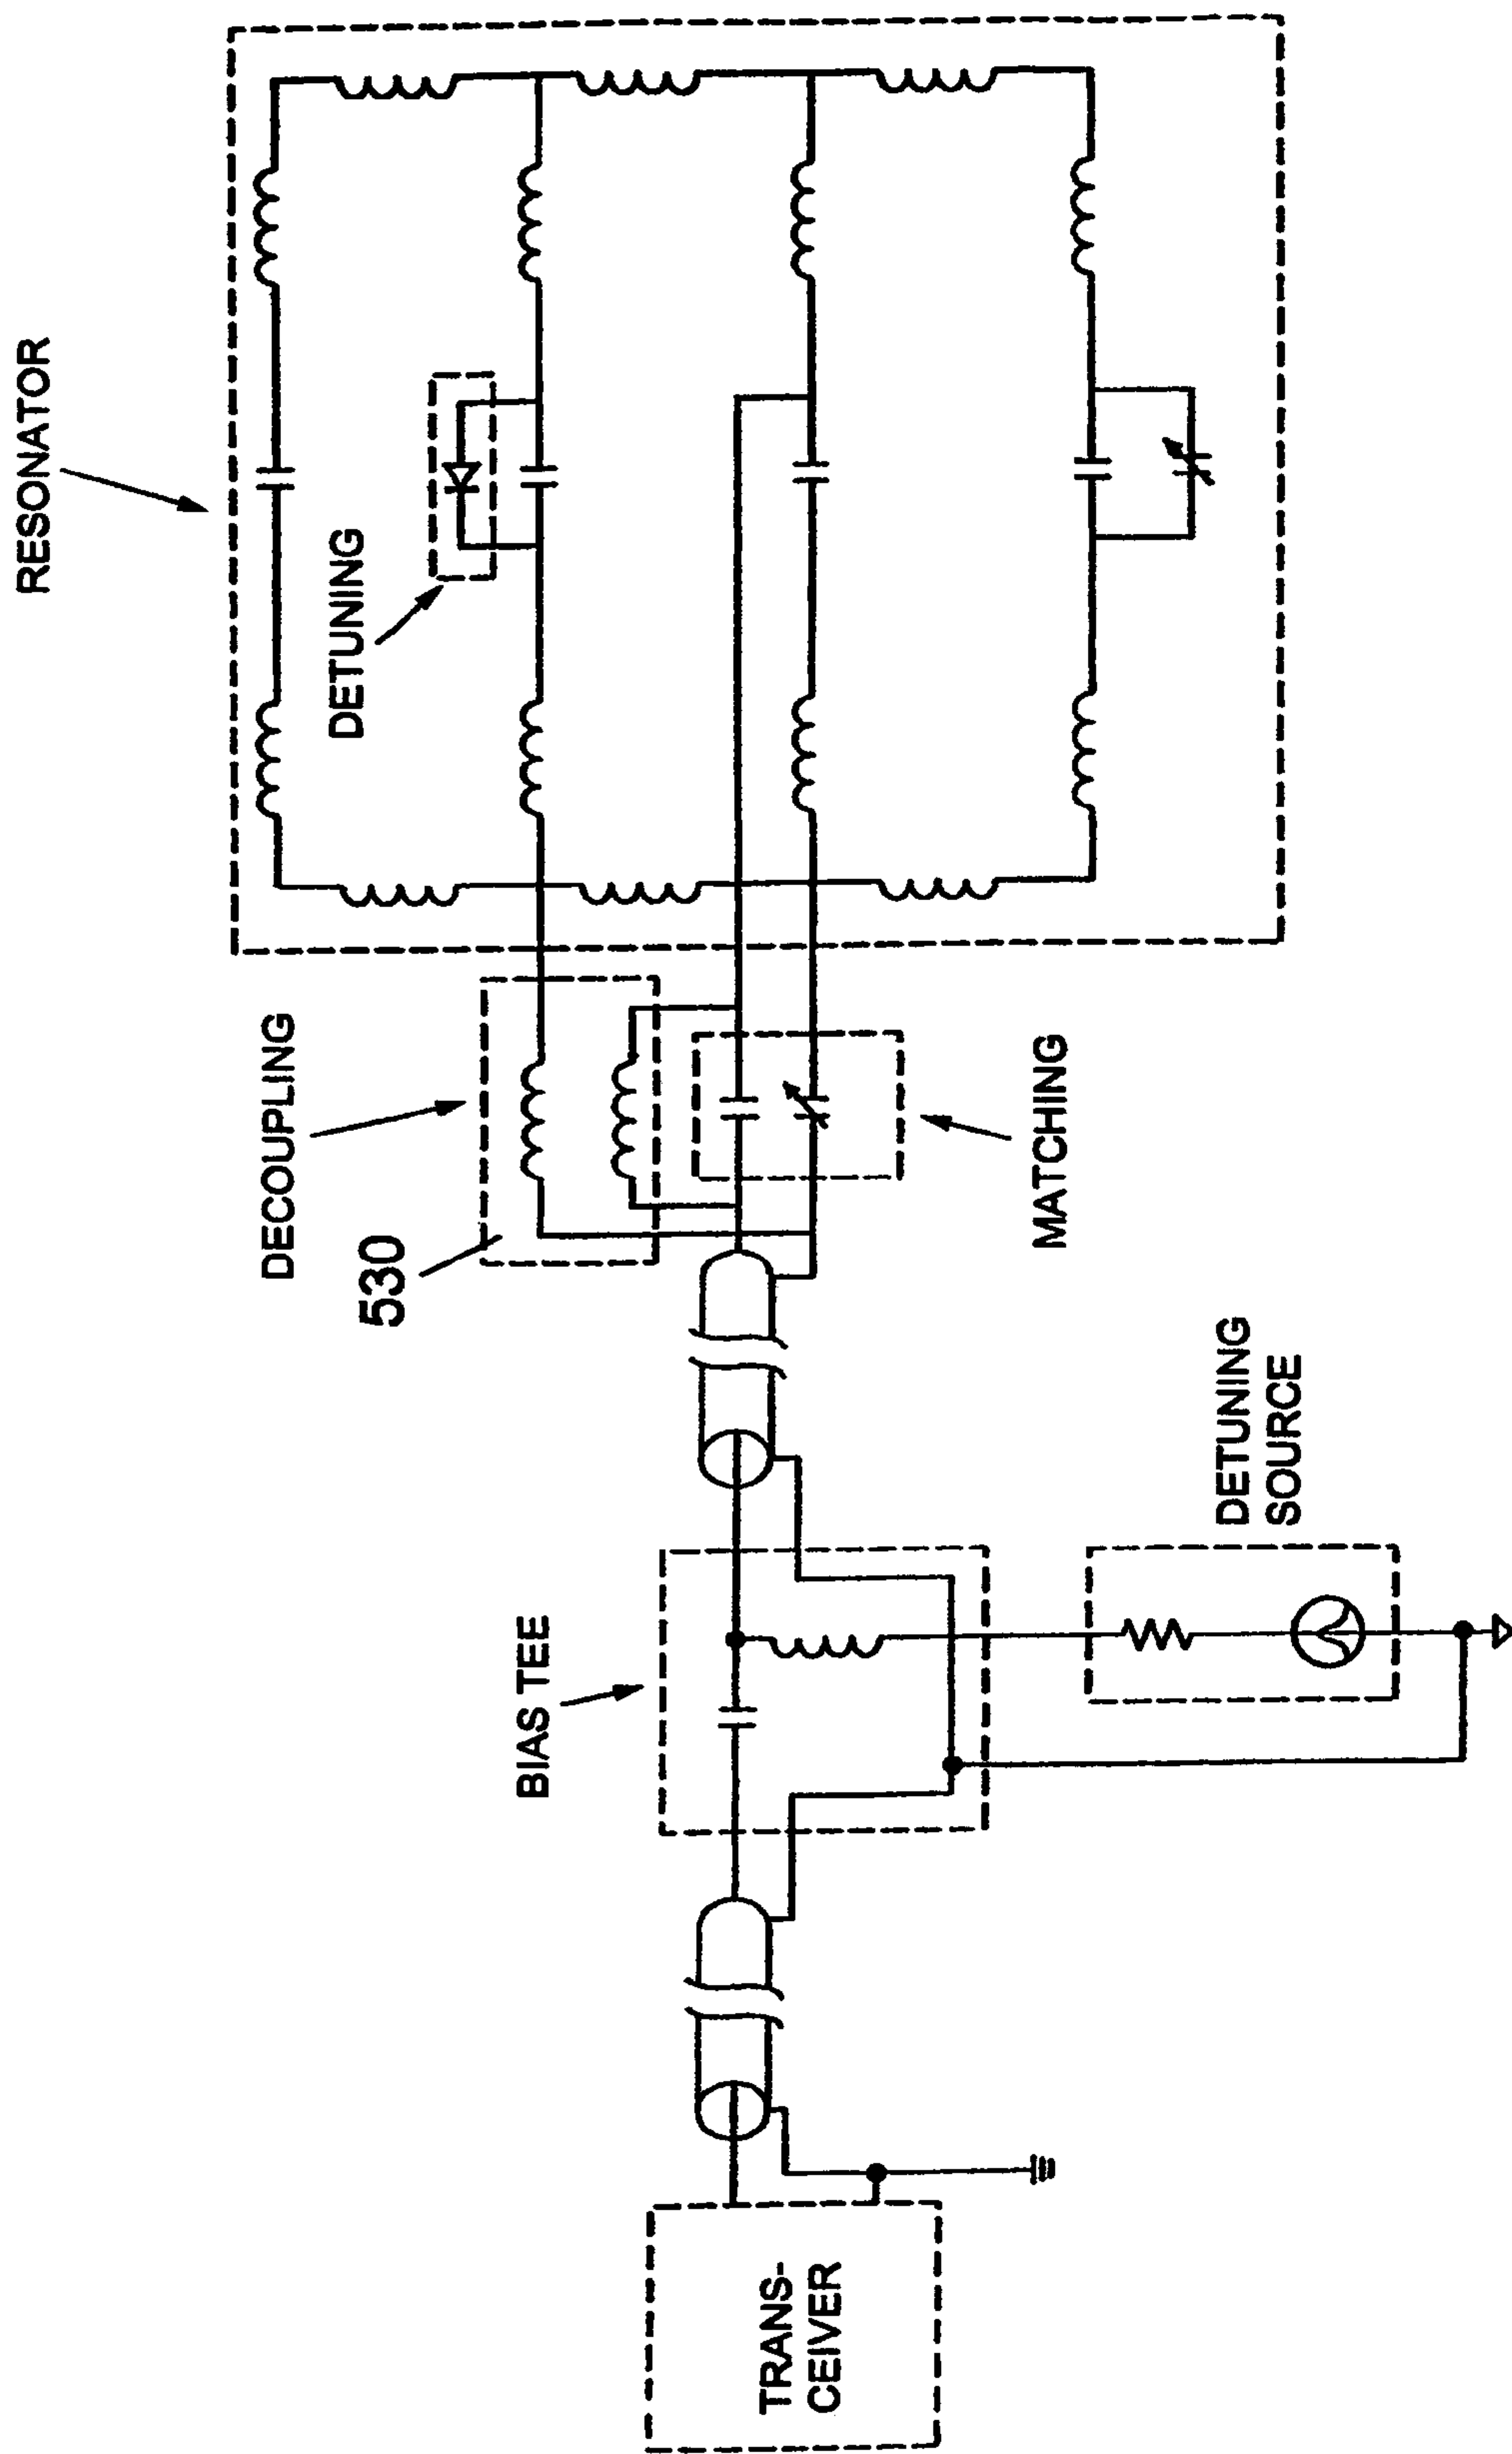 RESONATOR
DETUNING
DECOUPLING
530
MATCHING
DETUNING
SOURCE
BIAS TEE
TRANS-
CEIVER